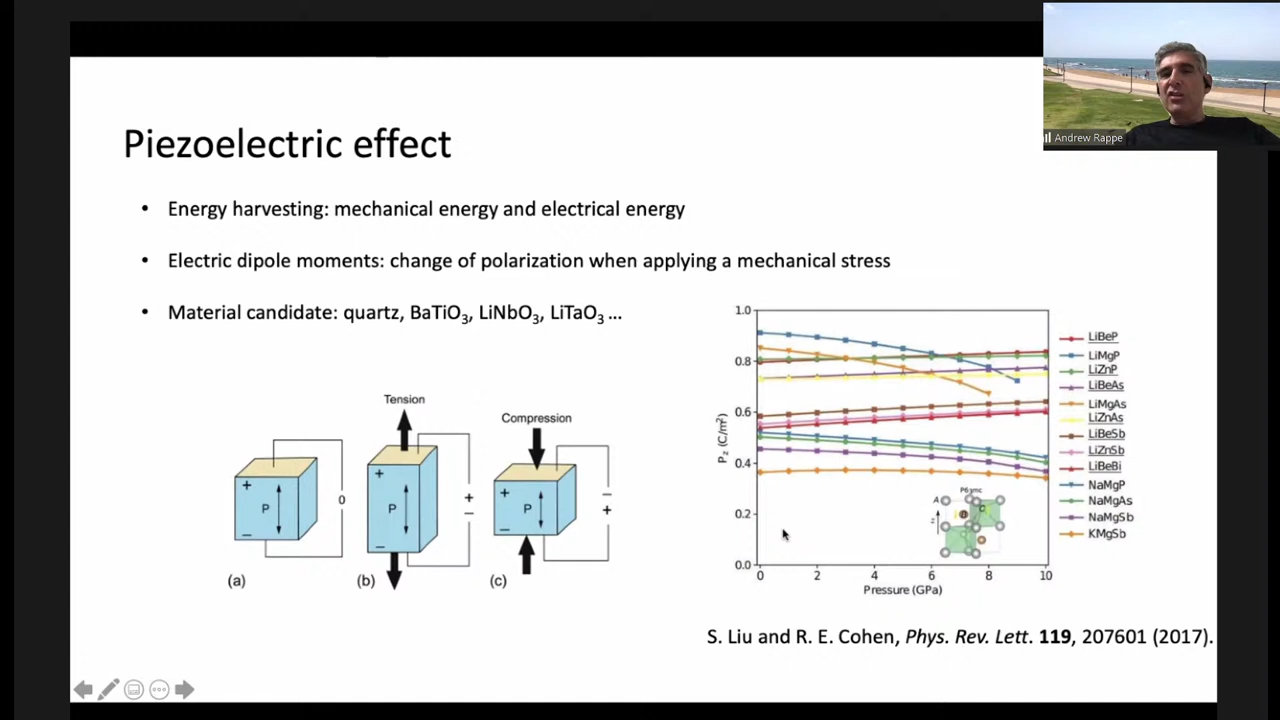 Andrew Rappe
Piezoelectric effect
• Energy harvesting: mechanical energy and electrical energy
• Electric dipole moments: change of polarization when applying a mechanical stress
• Material candidate: quartz, BaTiO3, LiNbO3, LiTaO3 ...
Tension
Compression
+
P
−
0
(a)
+
P
−
+
−
(b)
+
P
−
−
+
(c)
1.0
0.8
0.6
0.4
0.2
0.0
Pz (C/m²)
0 2 4 6 8 10
Pressure (GPa)
P6₃mc
A
z
C
LiBeP
LiMgP
LiZnP
LiBeAs
LiMgAs
LiZnAs
LiBeSb
LiZnSb
LiBeBi
NaMgP
NaMgAs
NaMgSb
KMgSb
S. Liu and R. E. Cohen, Phys. Rev. Lett. 119, 207601 (2017).